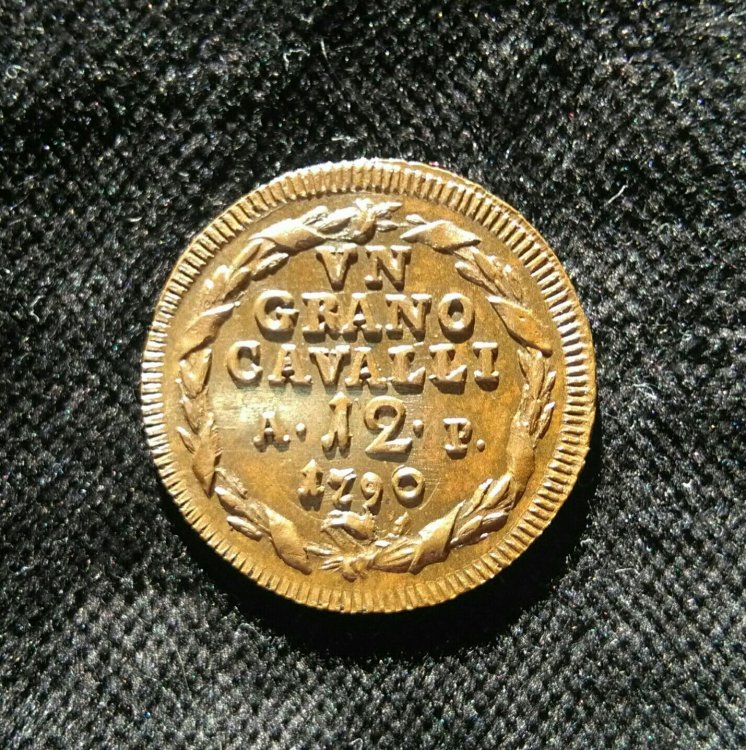 VN
GRANO
CAVALLI
A. 12. P.
1790